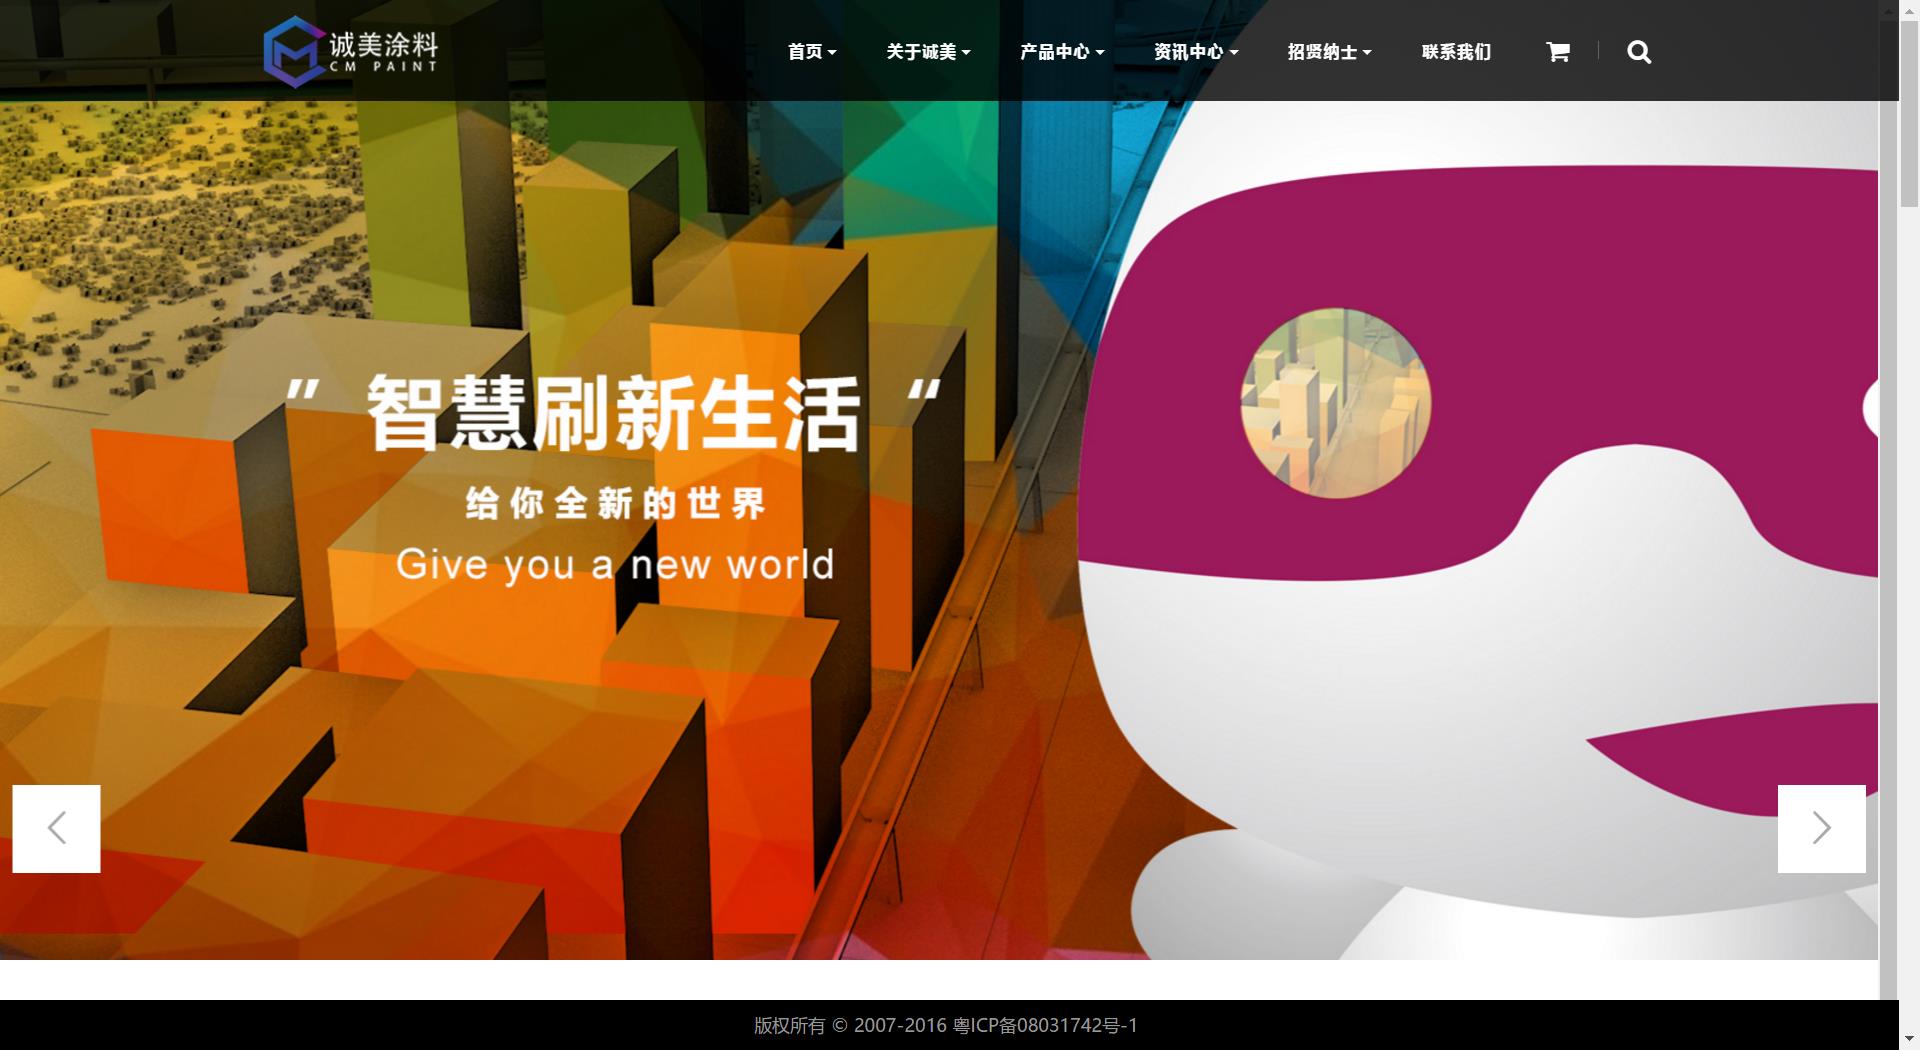 诚美涂料
CM PAINT
首页
关于诚美
产品中心
资讯中心
招贤纳士
联系我们
” 智慧刷新生活 “
给你全新的世界
Give you a new world
版权所有 © 2007-2016 粤ICP备08031742号-1